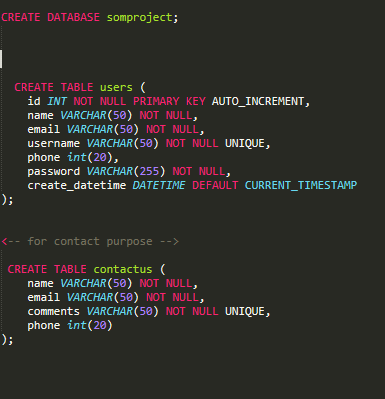 CREATE DATABASE somproject;
CREATE TABLE users (
id INT NOT NULL PRIMARY KEY AUTO_INCREMENT,
name VARCHAR(50) NOT NULL,
email VARCHAR(50) NOT NULL,
username VARCHAR(50) NOT NULL UNIQUE,
phone int(20),
password VARCHAR(255) NOT NULL,
create_datetime DATETIME DEFAULT CURRENT_TIMESTAMP
);
<-- for contact purpose -->
CREATE TABLE contactus (
name VARCHAR(50) NOT NULL,
email VARCHAR(50) NOT NULL,
comments VARCHAR(50) NOT NULL UNIQUE,
phone int(20)
);